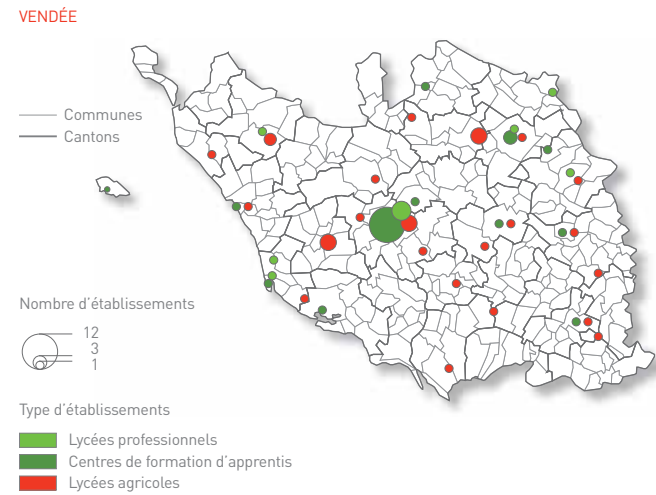 VENDÉE
Communes
Cantons
Nombre d'établissements
12
3
1
Type d'établissements
Lycées professionnels
Centres de formation d'apprentis
Lycées agricoles